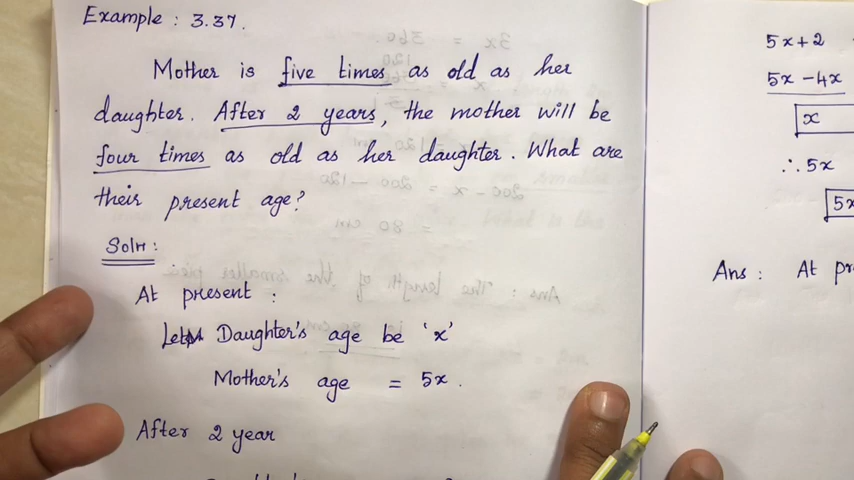 Example : 3.37.
Mother is five times as old as her
daughter. After 2 years, the mother will be
four times as old as her daughter. What are
their present age?
Soln :
At present :
Let Daughter's age be 'x'
Mother's age = 5x.
After 2 year
5x + 2
5x - 4x
x
∴ 5x
5x
Ans : At pr